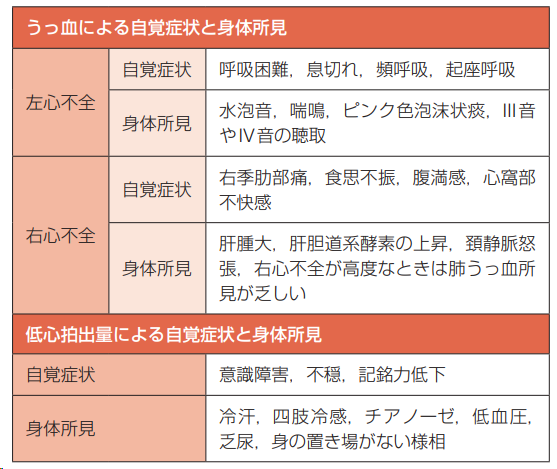 うっ血による自覚症状と身体所見
左心不全
自覚症状
呼吸困難，息切れ，頻呼吸，起座呼吸
身体所見
水泡音，喘鳴，ピンク色泡沫状痰，Ⅲ音
やⅣ音の聴取
右心不全
自覚症状
右季肋部痛，食思不振，腹満感，心窩部
不快感
身体所見
肝腫大，肝胆道系酵素の上昇，頚静脈怒
張，右心不全が高度なときは肺うっ血所
見が乏しい
低心拍出量による自覚症状と身体所見
自覚症状
意識障害，不穏，記銘力低下
身体所見
冷汗，四肢冷感，チアノーゼ，低血圧，
乏尿，身の置き場がない様相